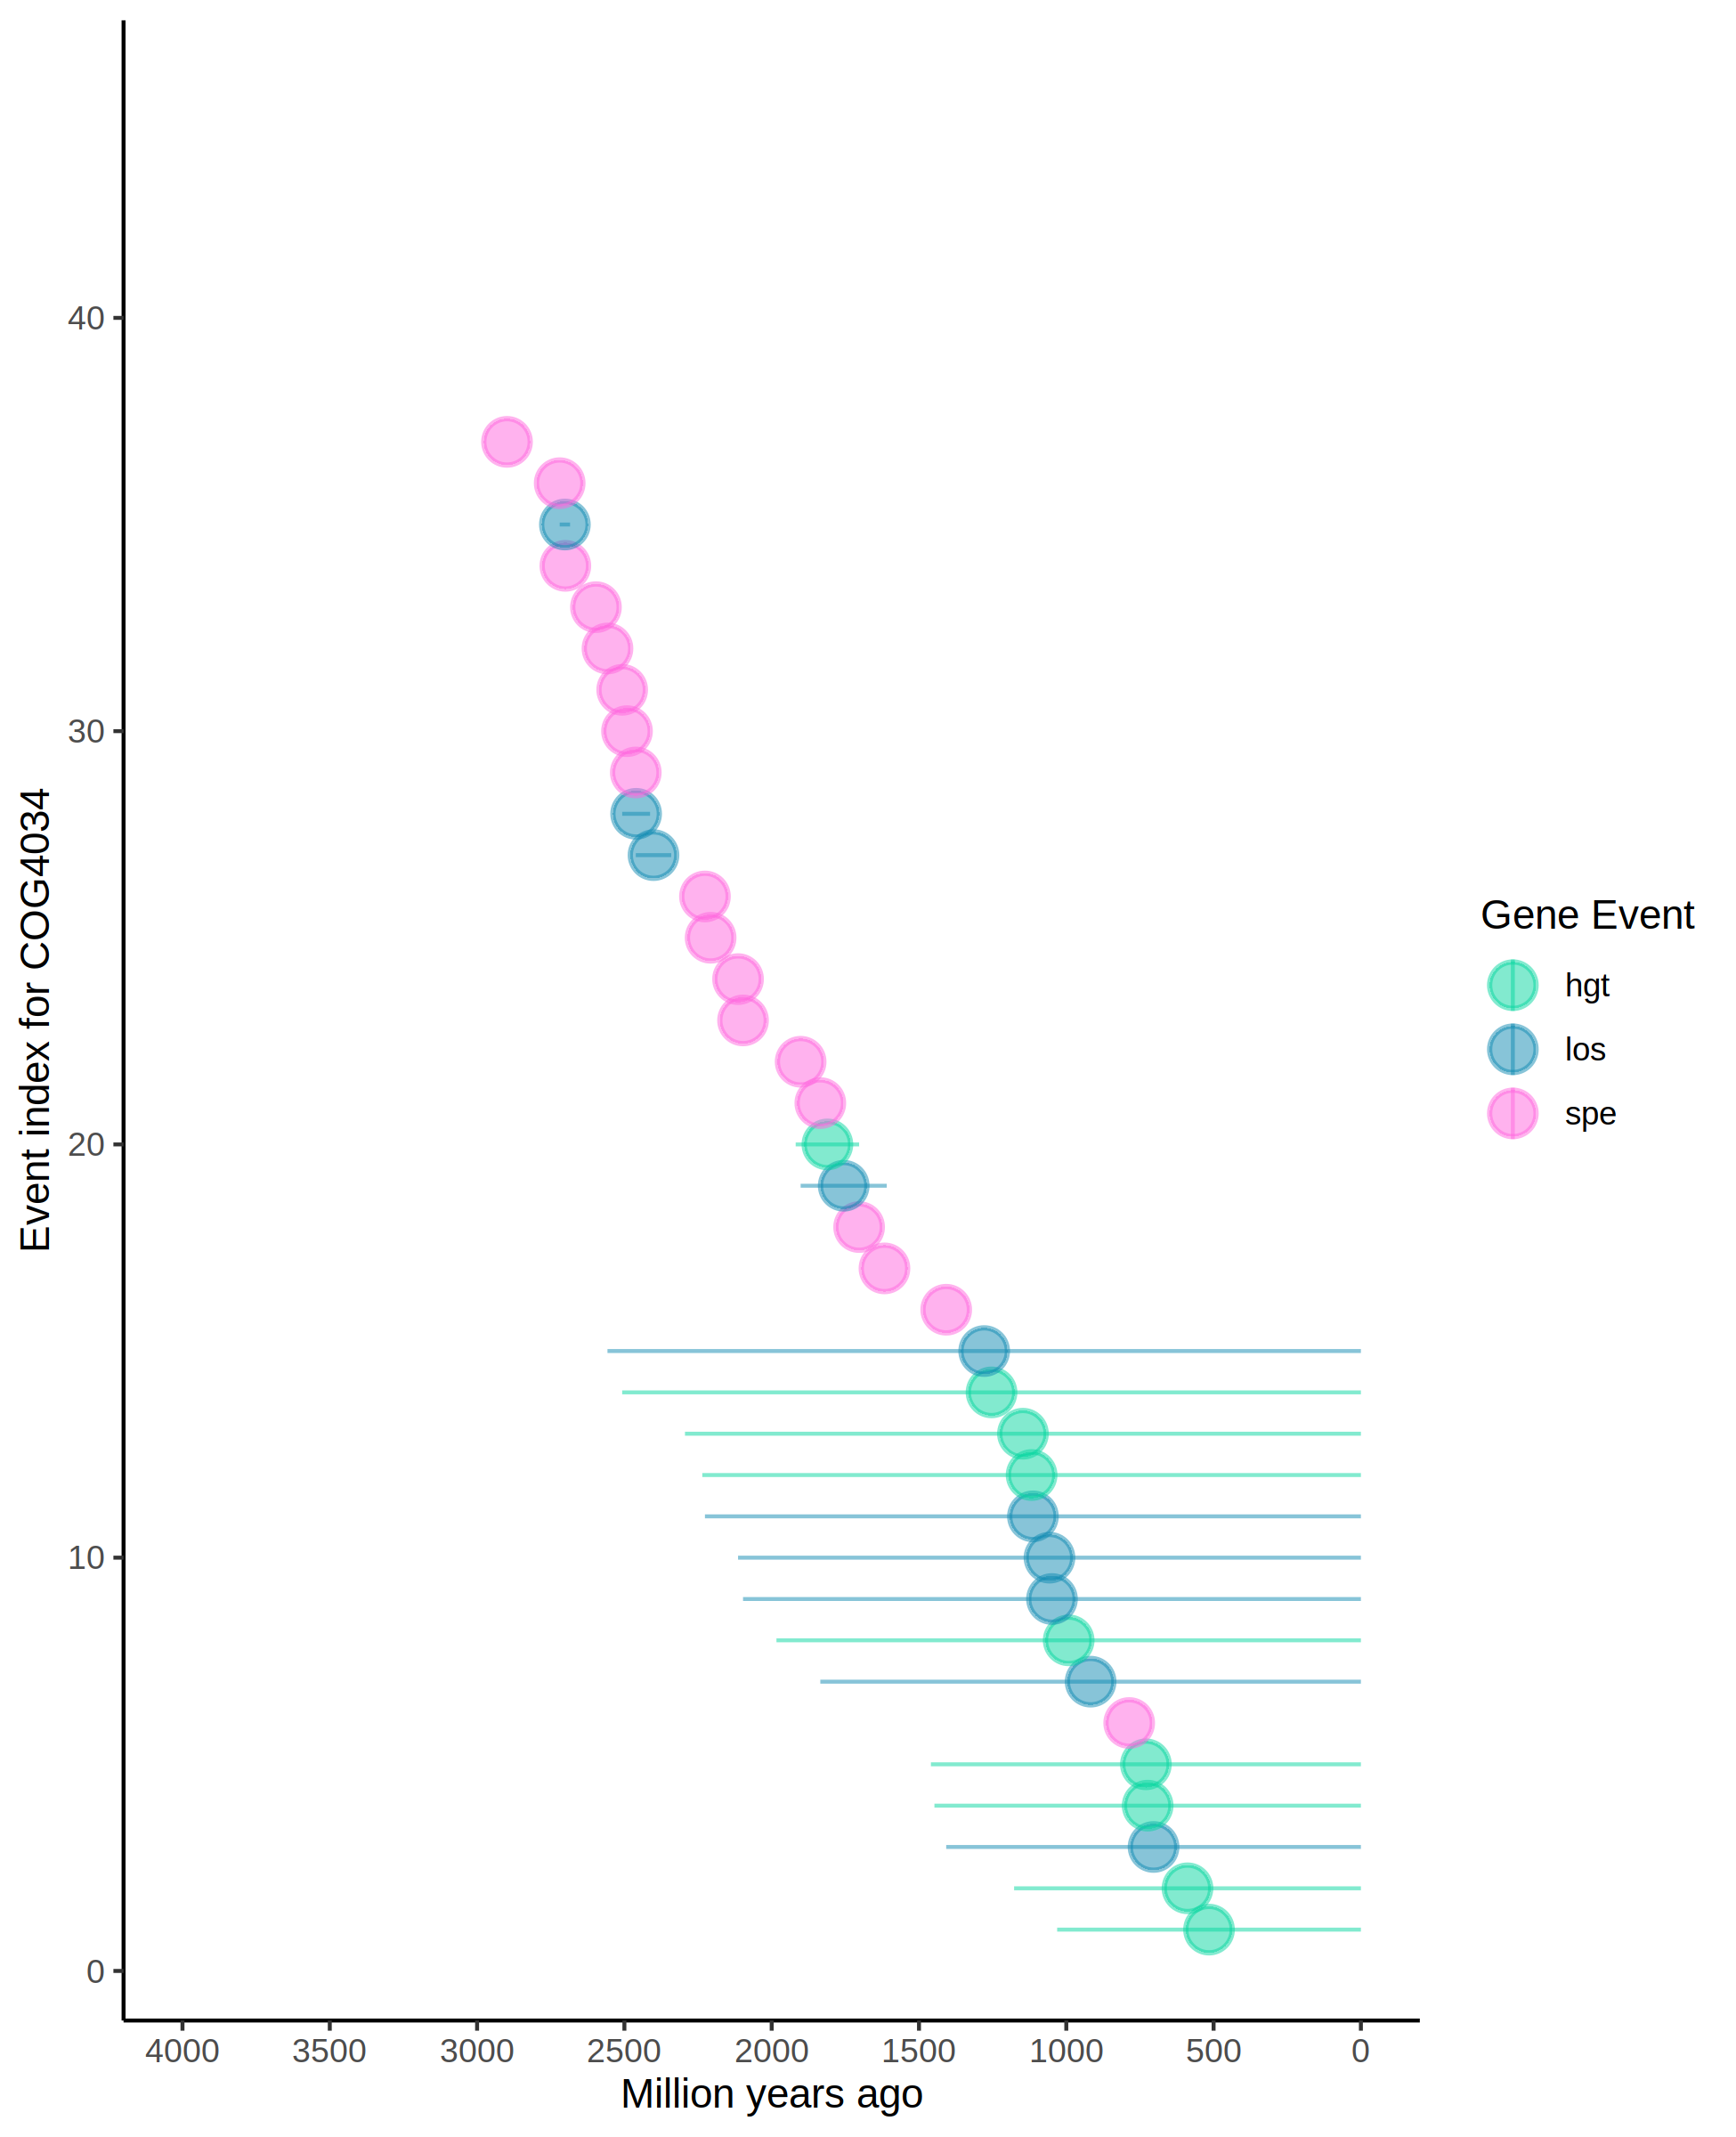 40
30
20
10
0
Event index for COG4034
4000 3500 3000 2500 2000 1500 1000 500 0
Million years ago
Gene Event
hgt
los
spe